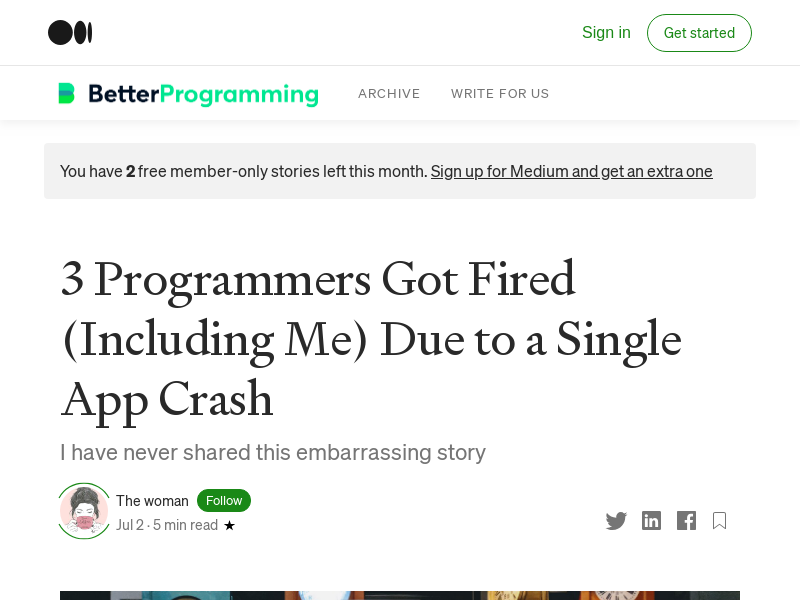 Sign in
Get started
BetterProgramming
ARCHIVE
WRITE FOR US
You have 2 free member-only stories left this month. Sign up for Medium and get an extra one
3 Programmers Got Fired
(Including Me) Due to a Single
App Crash
I have never shared this embarrassing story
The woman
Follow
Jul 2 · 5 min read ★